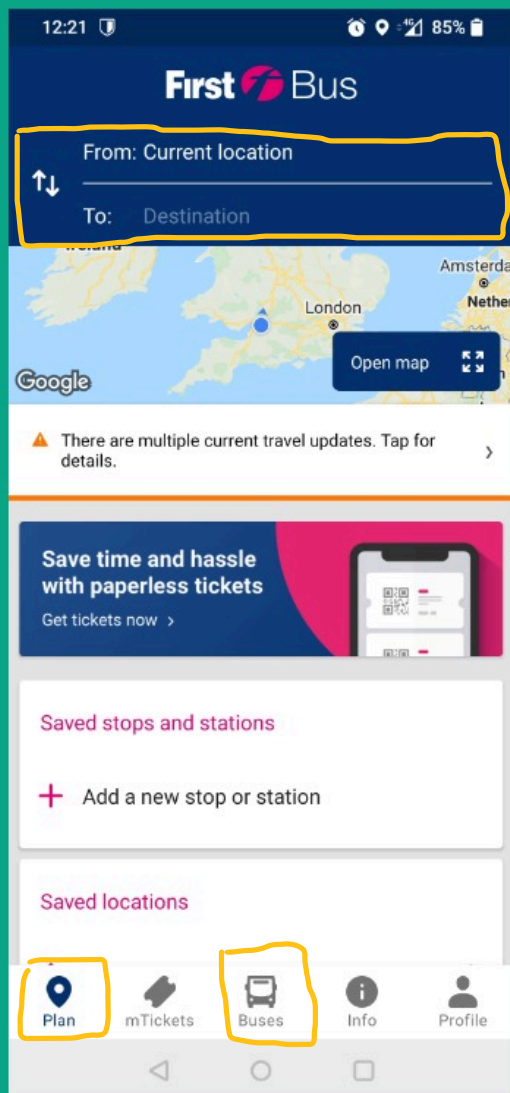 12:21
4G 85%
First Bus
From: Current location
To: Destination
Amsterda
London
Nether
Open map
Google
There are multiple current travel updates. Tap for
details.
Save time and hassle
with paperless tickets
Get tickets now
Saved stops and stations
Add a new stop or station
Saved locations
Plan
mTickets
Buses
Info
Profile